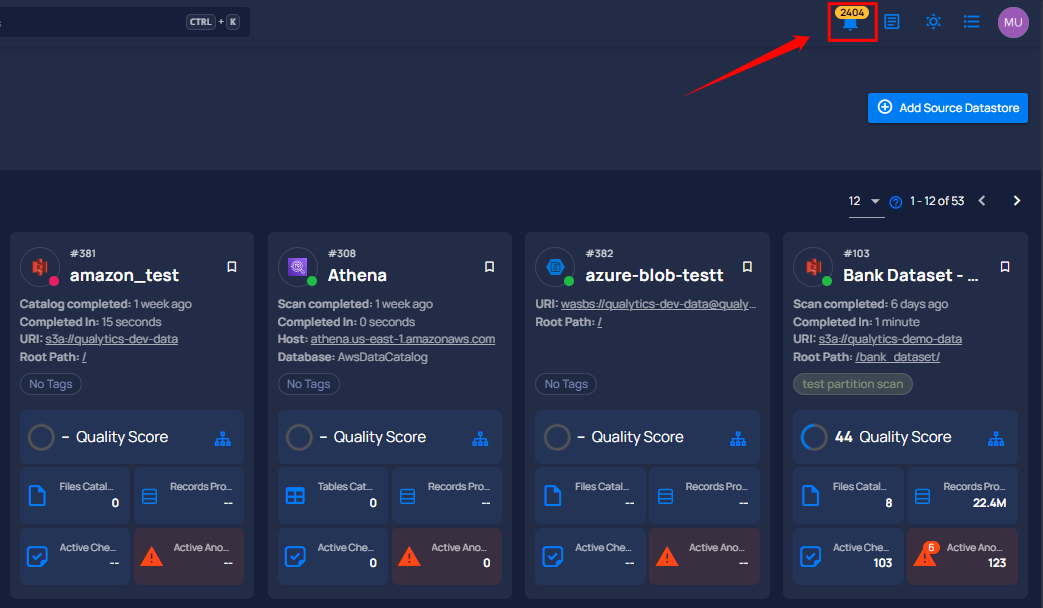 CTRL + K
2404
MU
Add Source Datastore
12
1 - 12 of 53
#381
amazon_test
Catalog completed: 1 week ago
Completed In: 15 seconds
URI: s3a://qualytics-dev-data
Root Path: /
No Tags
– Quality Score
Files Catal...
0
Records Pro...
--
Active Che...
--
Active Ano...
--
#308
Athena
Scan completed: 1 week ago
Completed In: 0 seconds
Host: athena.us-east-1.amazonaws.com
Database: AwsDataCatalog
No Tags
– Quality Score
Tables Cat...
0
Records Pro...
--
Active Che...
0
Active Ano...
0
#382
azure-blob-testt
URI: wasbs://qualytics-dev-data@qualy...
Root Path: /
No Tags
– Quality Score
Files Catal...
--
Records Pro...
--
Active Che...
--
Active Ano...
--
#103
Bank Dataset - ...
Scan completed: 6 days ago
Completed In: 1 minute
URI: s3a://qualytics-demo-data
Root Path: /bank_dataset/
test partition scan
44 Quality Score
Files Catal...
8
Records Pro...
22.4M
Active Che...
103
6
Active Ano...
123